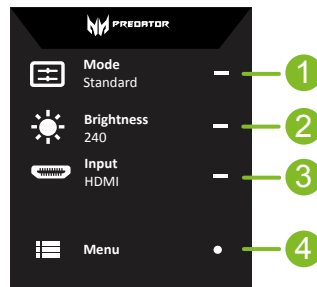 PREDATOR
Mode
Standard
1
Brightness
240
2
Input
HDMI
3
Menu
4